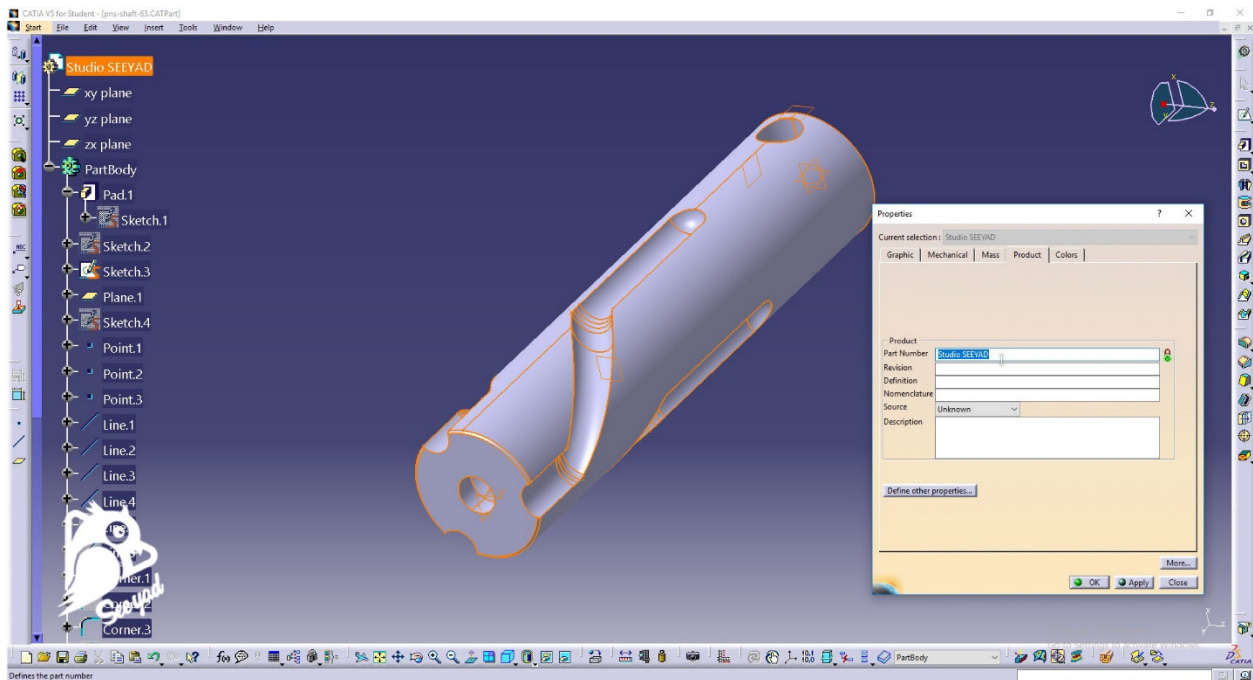 CATIA V5 for Student - [pns-shaft-63.CATPart]
Start File Edit View Insert Tools Window Help
Studio SEEYAD
xy plane
yz plane
zx plane
PartBody
Pad.1
Sketch.1
Sketch.2
Sketch.3
Plane.1
Sketch.4
Point.1
Point.2
Point.3
Line.1
Line.2
Line.3
Line.4
Corner.3
Seeyad
Properties
Current selection : Studio SEEYAD
Graphic Mechanical Mass Product Colors
Product
Part Number Studio SEEYAD
Revision
Definition
Nomenclature
Source Unknown
Description
Define other properties...
More...
OK Apply Close
PartBody
CATIA
Defines the part number